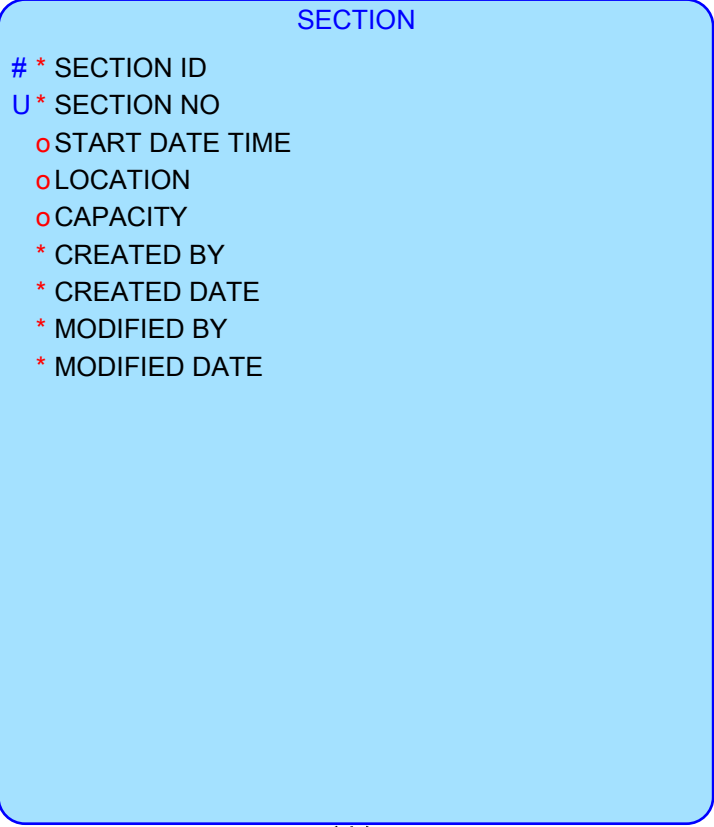 SECTION
# * SECTION ID
U * SECTION NO
o START DATE TIME
o LOCATION
o CAPACITY
* CREATED BY
* CREATED DATE
* MODIFIED BY
* MODIFIED DATE